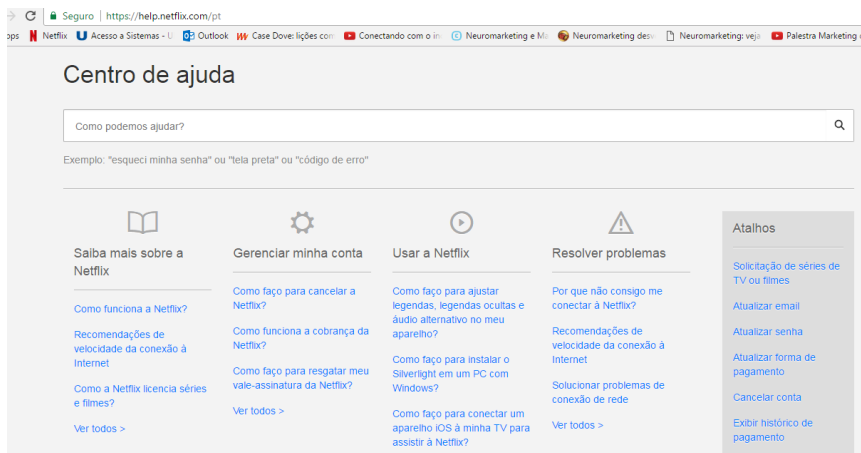 Seguro | https://help.netflix.com/pt
Netflix Acesso a Sistemas - U Outlook Case Dove: lições con Conectando com o in Neuromarketing e Ma Neuromarketing desv Neuromarketing: veja Palestra Marketing
Centro de ajuda
Como podemos ajudar?
Exemplo: "esqueci minha senha" ou "tela preta" ou "código de erro"
Saiba mais sobre a
Netflix
Como funciona a Netflix?
Recomendações de
velocidade da conexão à
Internet
Como a Netflix licencia séries
e filmes?
Ver todos >
Gerenciar minha conta
Como faço para cancelar a
Netflix?
Como funciona a cobrança da
Netflix?
Como faço para resgatar meu
vale-assinatura da Netflix?
Ver todos >
Usar a Netflix
Como faço para ajustar
legendas, legendas ocultas e
áudio alternativo no meu
aparelho?
Como faço para instalar o
Silverlight em um PC com
Windows?
Como faço para conectar um
aparelho iOS à minha TV para
assistir à Netflix?
Resolver problemas
Por que não consigo me
conectar à Netflix?
Recomendações de
velocidade da conexão à
Internet
Solucionar problemas de
conexão de rede
Ver todos >
Atalhos
Solicitação de séries de
TV ou filmes
Atualizar email
Atualizar senha
Atualizar forma de
pagamento
Cancelar conta
Exibir histórico de
pagamento